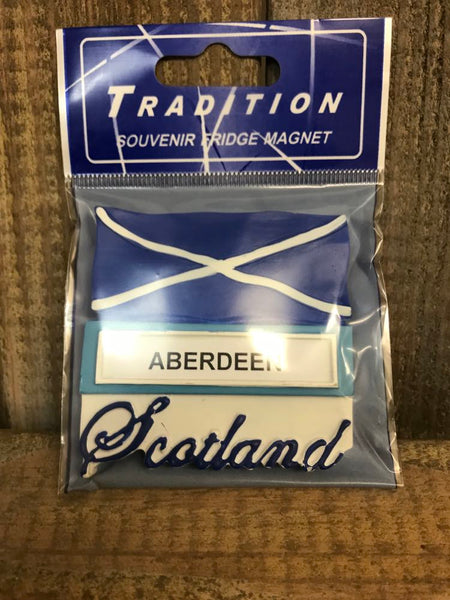 TRADITION
SOUVENIR FRIDGE MAGNET
ABERDEEN
Scotland